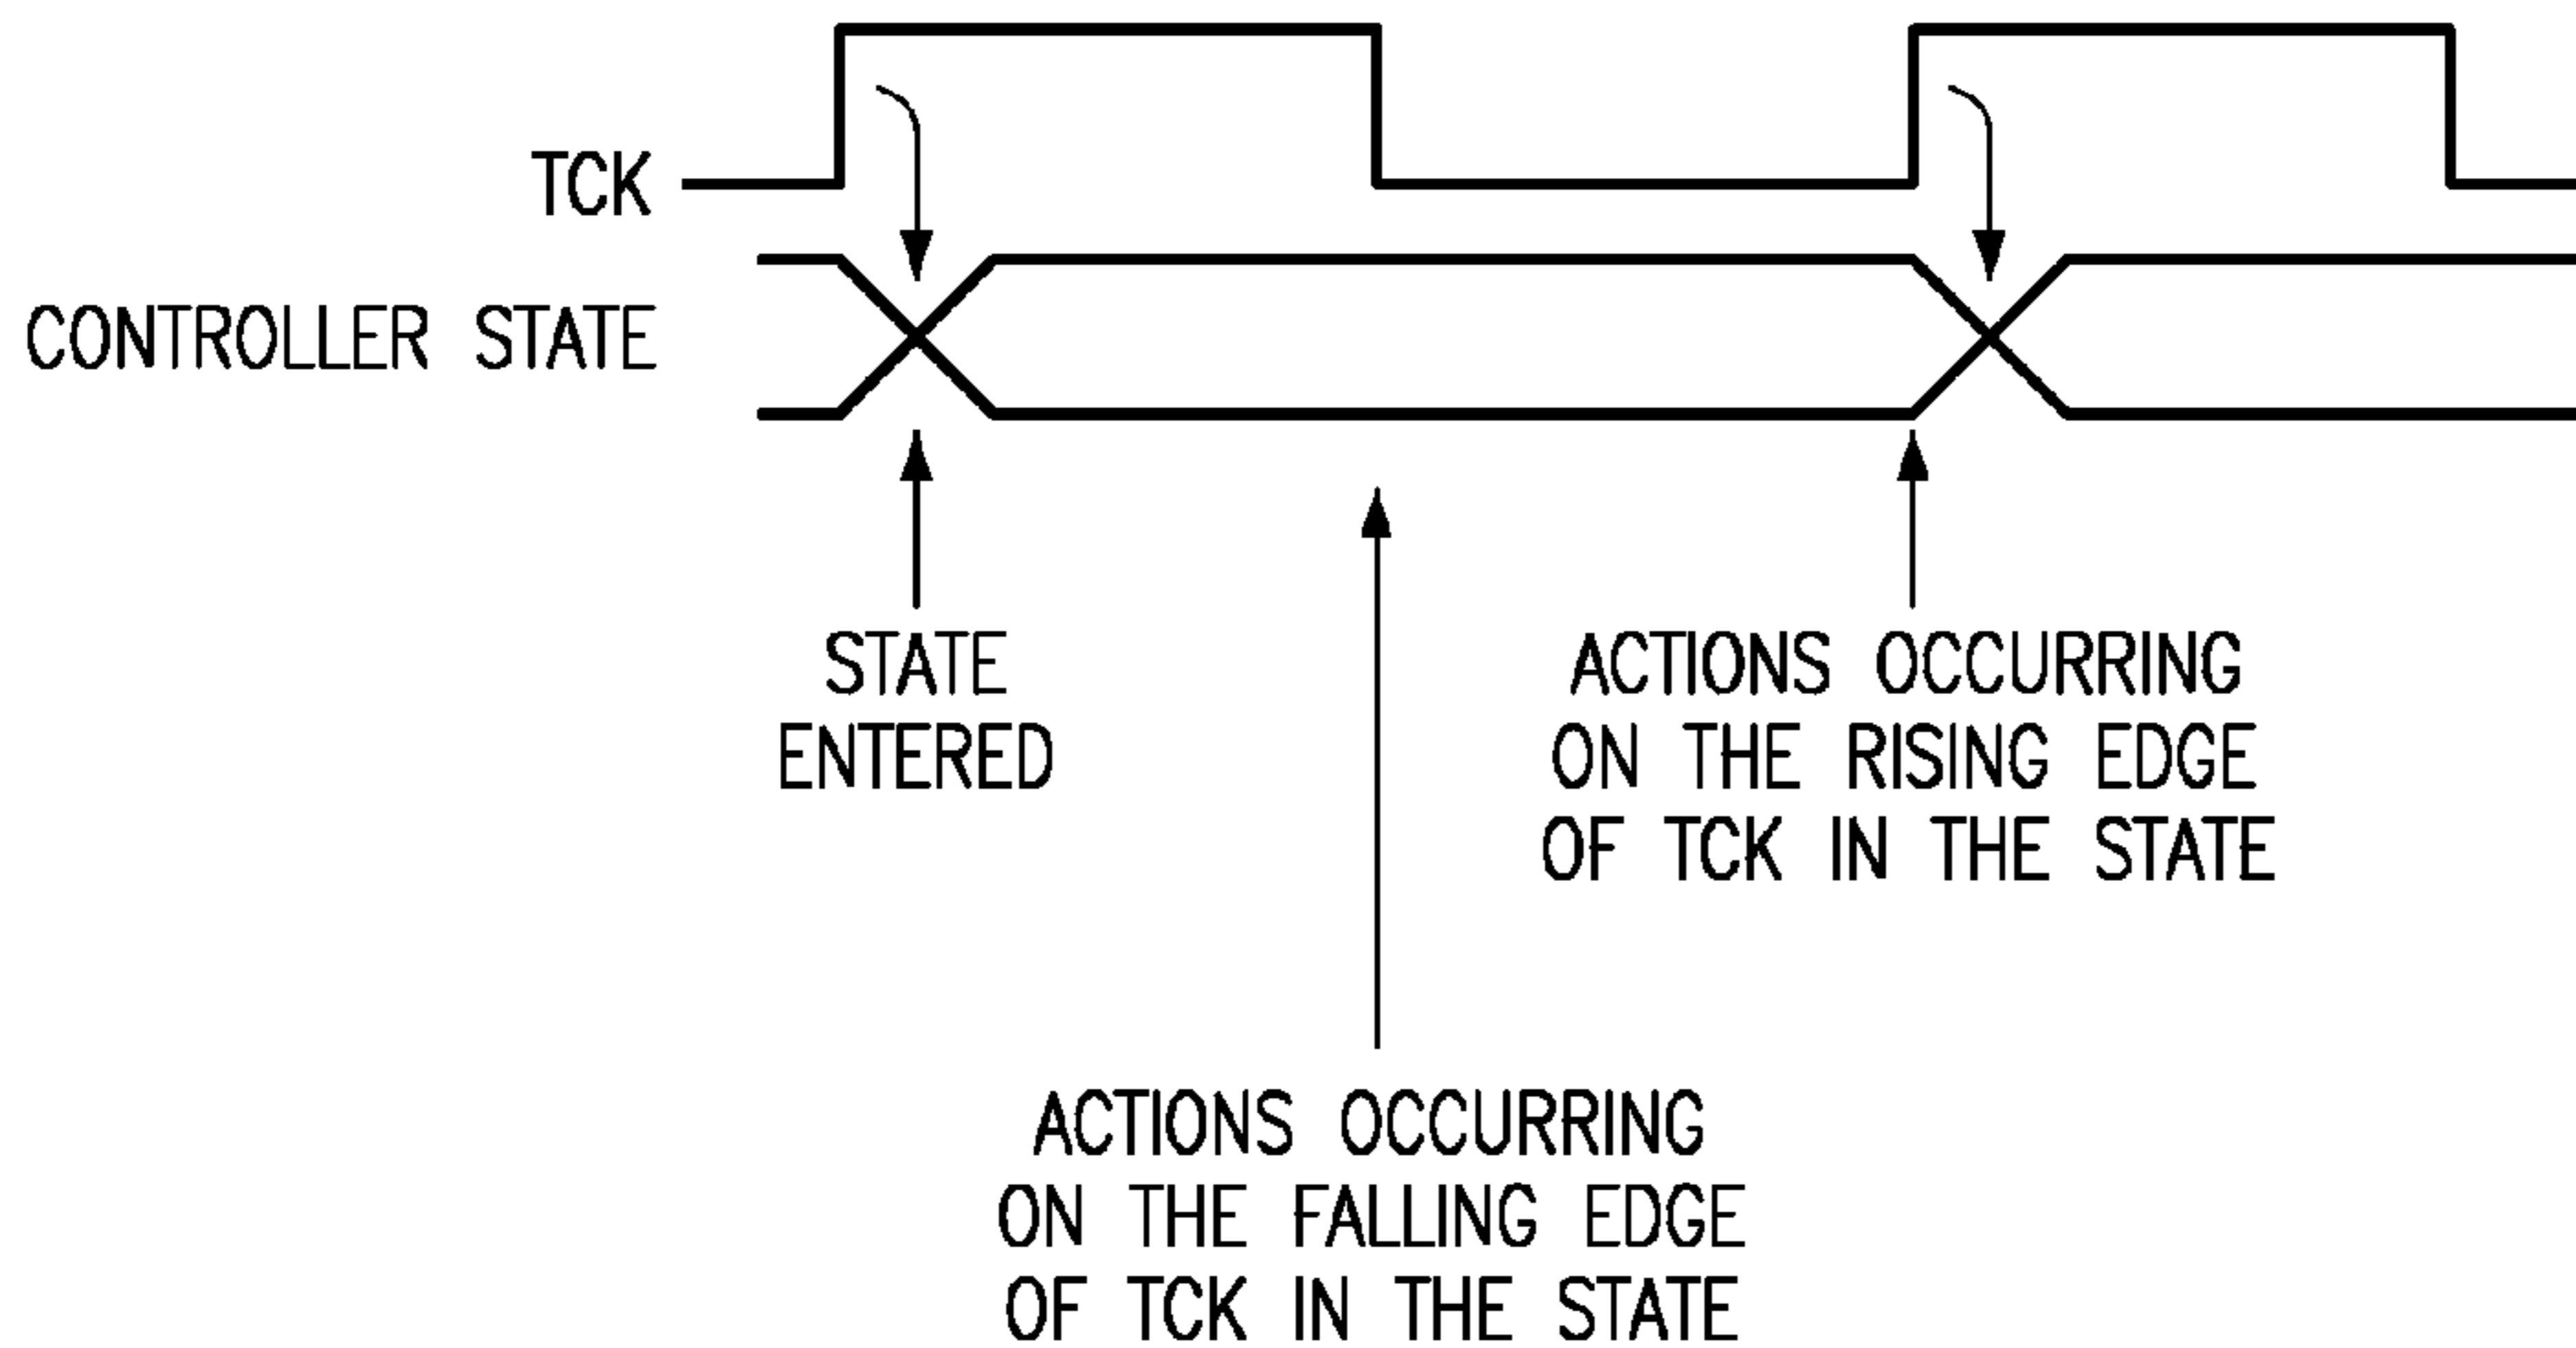 TCK
CONTROLLER STATE
STATE
ENTERED
ACTIONS OCCURRING
ON THE RISING EDGE
OF TCK IN THE STATE
ACTIONS OCCURRING
ON THE FALLING EDGE
OF TCK IN THE STATE